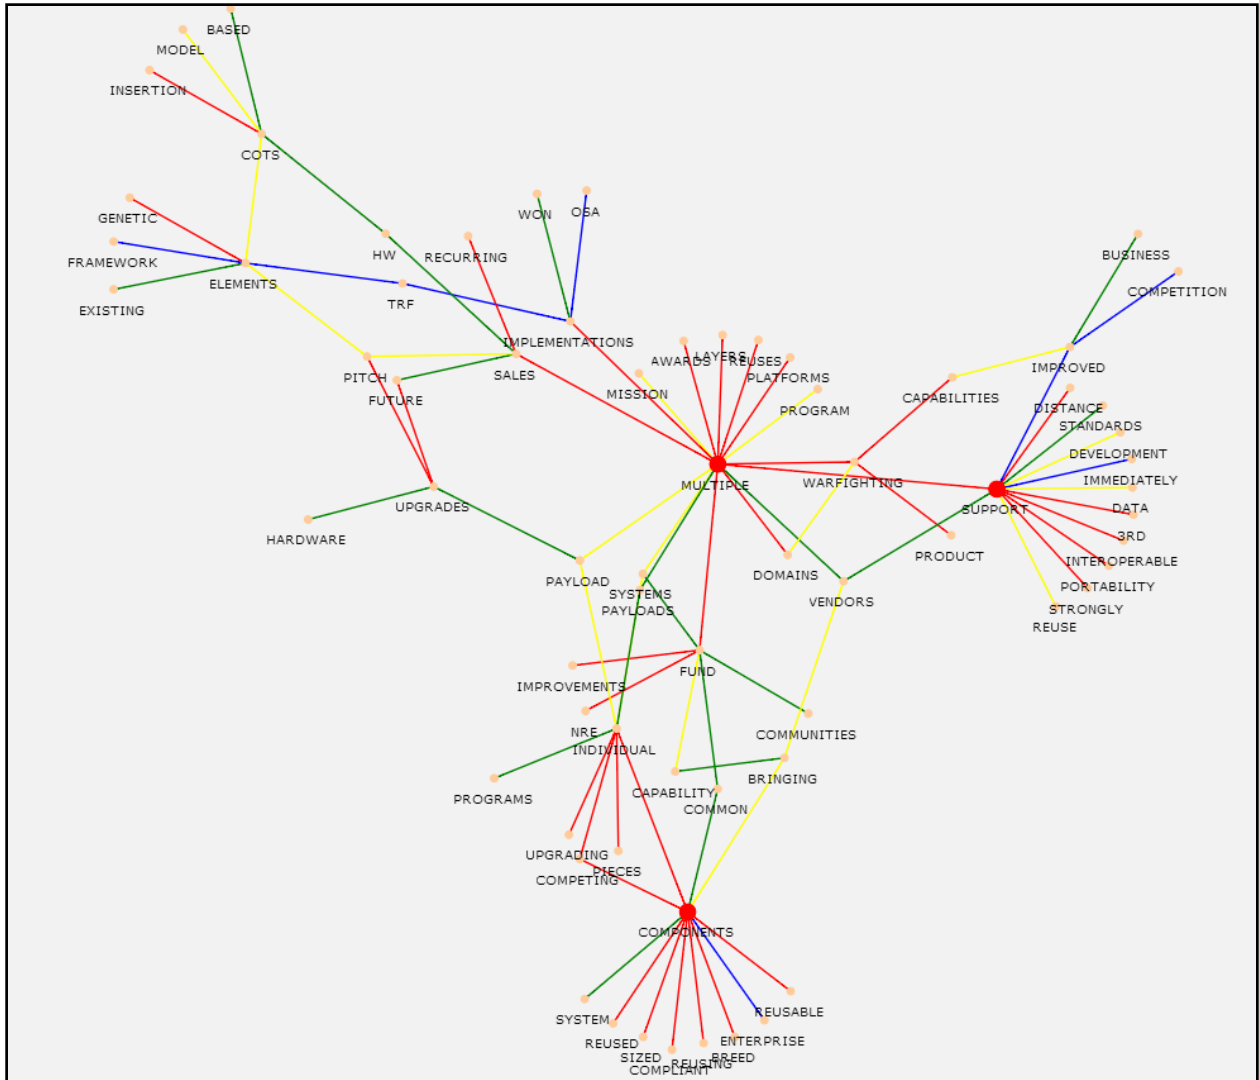 BASED
MODEL
INSERTION
COTS
GENETIC
WON
OSA
HW
RECURRING
BUSINESS
FRAMEWORK
ELEMENTS
COMPETITION
TRF
EXISTING
IMPLEMENTATIONS
AWARDS
LAYERS
REUSES
IMPROVED
PITCH
SALES
PLATFORMS
MISSION
CAPABILITIES
FUTURE
PROGRAM
DISTANCE
STANDARDS
DEVELOPMENT
MULTIPLE
WARFIGHTING
IMMEDIATELY
UPGRADES
SUPPORT
DATA
HARDWARE
3RD
PRODUCT
INTEROPERABLE
PAYLOAD
DOMAINS
PORTABILITY
SYSTEMS
VENDORS
PAYLOADS
STRONGLY
REUSE
FUND
IMPROVEMENTS
NRE
COMMUNITIES
INDIVIDUAL
BRINGING
PROGRAMS
CAPABILITY
COMMON
UPGRADING
PIECES
COMPETING
COMPONENTS
REUSABLE
SYSTEM
ENTERPRISE
REUSED
SIZED
BREED
REUSING
COMPLIANT